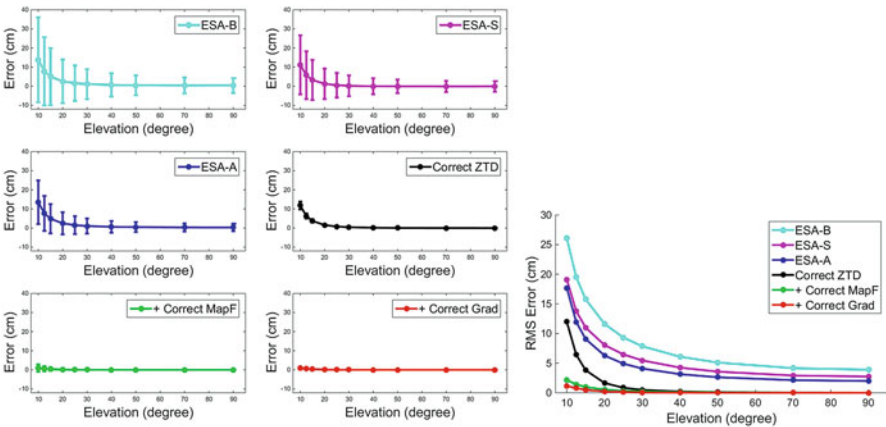 40
30
20
10
0
-10
Error (cm)
ESA-B
10 20 30 40 50 60 70 80 90
Elevation (degree)
40
30
20
10
0
-10
Error (cm)
ESA-S
10 20 30 40 50 60 70 80 90
Elevation (degree)
40
30
20
10
0
-10
Error (cm)
ESA-A
10 20 30 40 50 60 70 80 90
Elevation (degree)
40
30
20
10
0
-10
Error (cm)
Correct ZTD
10 20 30 40 50 60 70 80 90
Elevation (degree)
40
30
20
10
0
-10
Error (cm)
+ Correct MapF
10 20 30 40 50 60 70 80 90
Elevation (degree)
40
30
20
10
0
-10
Error (cm)
+ Correct Grad
10 20 30 40 50 60 70 80 90
Elevation (degree)
30
25
20
15
10
5
0
RMS Error (cm)
ESA-B
ESA-S
ESA-A
Correct ZTD
+ Correct MapF
+ Correct Grad
10 20 30 40 50 60 70 80 90
Elevation (degree)